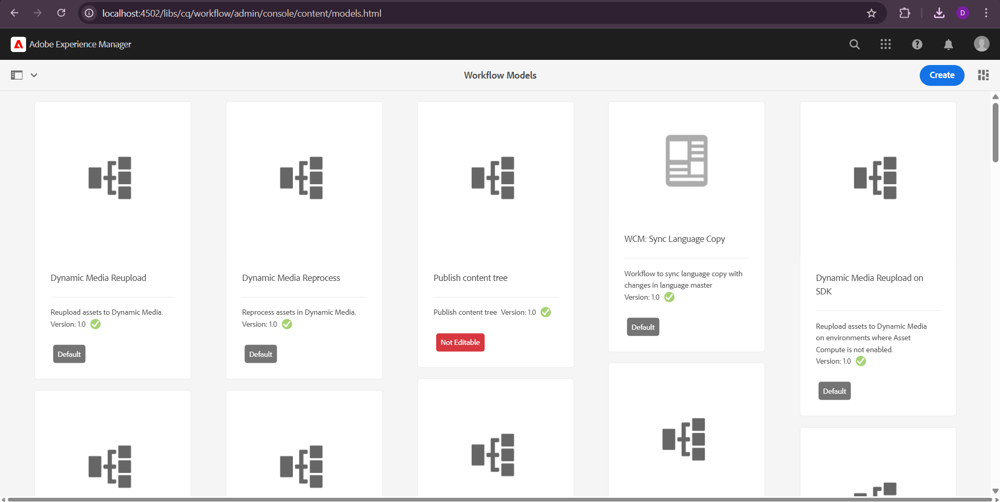 localhost:4502/libs/cq/workflow/admin/console/content/models.html
D
Adobe Experience Manager
Workflow Models
Create
Dynamic Media Reupload
Reupload assets to Dynamic Media.
Version: 1.0
Default
Dynamic Media Reprocess
Reprocess assets in Dynamic Media.
Version: 1.0
Default
Publish content tree
Publish content tree Version: 1.0
Not Editable
WCM: Sync Language Copy
Workflow to sync language copy with
changes in language master
Version: 1.0
Default
Dynamic Media Reupload on
SDK
Reupload assets to Dynamic Media
on environments where Asset
Compute is not enabled.
Version: 1.0
Default